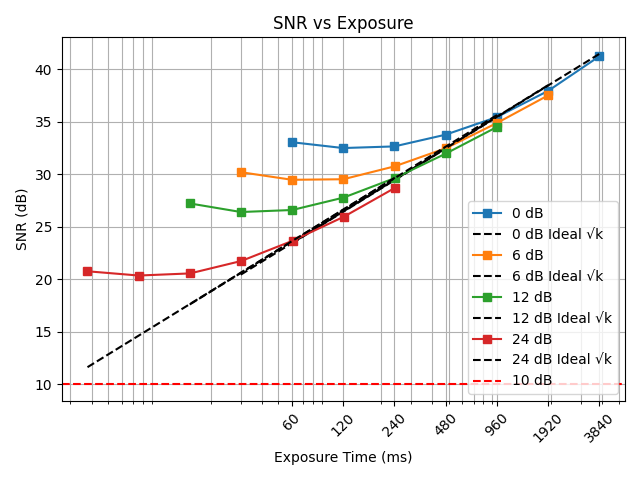 SNR vs Exposure
SNR (dB)
40
35
30
25
20
15
10
0 dB
0 dB Ideal √k
6 dB
6 dB Ideal √k
12 dB
12 dB Ideal √k
24 dB
24 dB Ideal √k
10 dB
60
120
240
480
960
1920
3840
Exposure Time (ms)